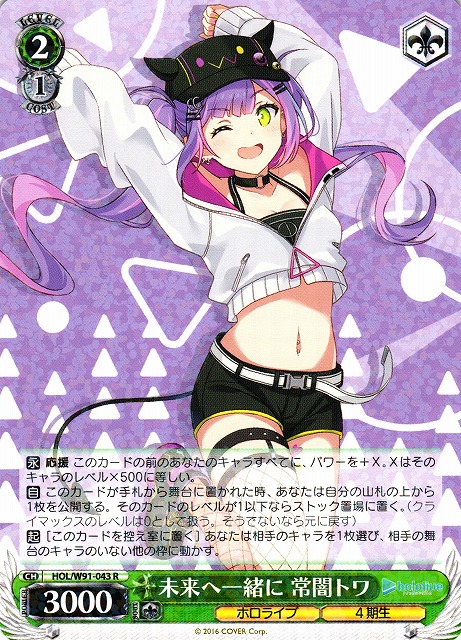 LEVEL
2
1
COST
永 応援 このカードの前のあなたのキャラすべてに、パワーを＋X。Xはその
キャラのレベル×500に等しい。
自 このカードが手札から舞台に置かれた時、あなたは自分の山札の上から
1枚を公開する。そのカードのレベルが1以下ならストック置場に置く。（ク
ライマックスのレベルは0として扱う。そうでないなら元に戻す）
起 ［このカードを控え室に置く］ あなたは相手のキャラを1枚選び、相手の舞
台のキャラのいない他の枠に動かす。
CH HOL/W91-043 R
POWER 3000 未来へ一緒に 常闇トワ hololive
ホロライブ 4期生
© 2016 COVER Corp.